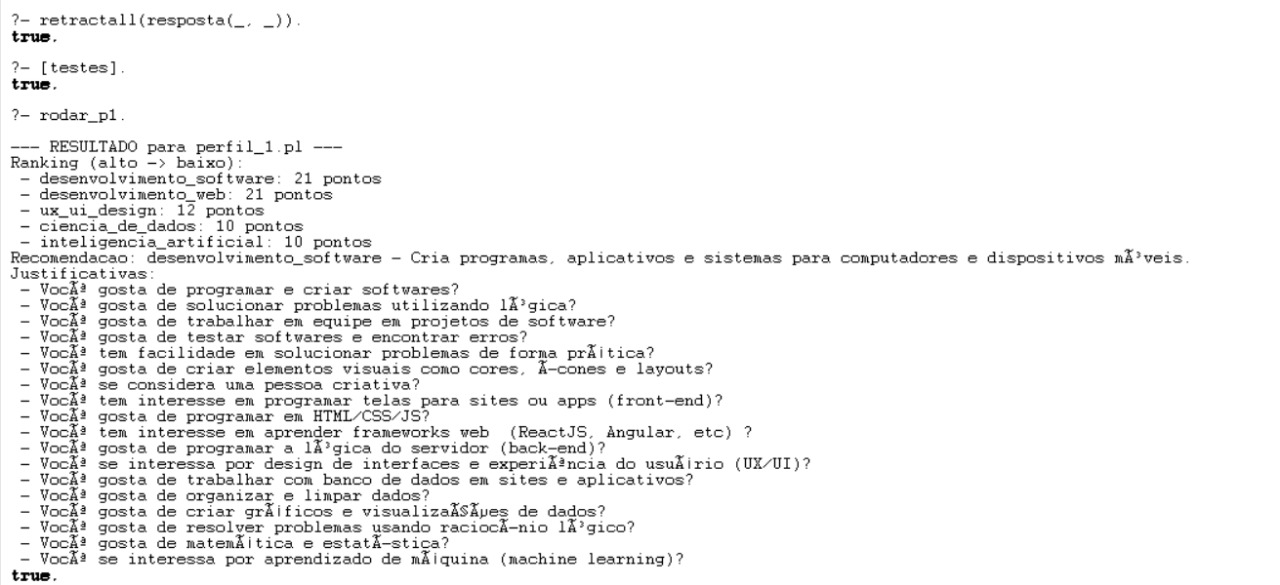 ?- retractall(resposta(_, _)).
true.
?- [testes].
true.
?- rodar_p1.
--- RESULTADO para perfil_1.pl ---
Ranking (alto -> baixo):
- desenvolvimento_software: 21 pontos
- desenvolvimento_web: 21 pontos
- ux_ui_design: 12 pontos
- ciencia_de_dados: 10 pontos
- inteligencia_artificial: 10 pontos
Recomendacao: desenvolvimento_software - Cria programas, aplicativos e sistemas para computadores e dispositivos mÃ³veis.
Justificativas:
- VocÃª gosta de programar e criar softwares?
- VocÃª gosta de solucionar problemas utilizando lÃ³gica?
- VocÃª gosta de trabalhar em equipe em projetos de software?
- VocÃª gosta de testar softwares e encontrar erros?
- VocÃª tem facilidade em solucionar problemas de forma prÃ¡tica?
- VocÃª gosta de criar elementos visuais como cores, Ã-cones e layouts?
- VocÃª se considera uma pessoa criativa?
- VocÃª tem interesse em programar telas para sites ou apps (front-end)?
- VocÃª gosta de programar em HTML/CSS/JS?
- VocÃª tem interesse em aprender frameworks web  (ReactJS, Angular, etc) ?
- VocÃª gosta de programar a lÃ³gica do servidor (back-end)?
- VocÃª se interessa por design de interfaces e experiÃªncia do usuÃ¡rio (UX/UI)?
- VocÃª gosta de trabalhar com banco de dados em sites e aplicativos?
- VocÃª gosta de organizar e limpar dados?
- VocÃª gosta de criar grÃ¡ficos e visualizaÃ§Ãµes de dados?
- VocÃª gosta de resolver problemas usando raciocÃ-nio lÃ³gico?
- VocÃª gosta de matemÃ¡tica e estatÃ-stica?
- VocÃª se interessa por aprendizado de mÃ¡quina (machine learning)?
true.